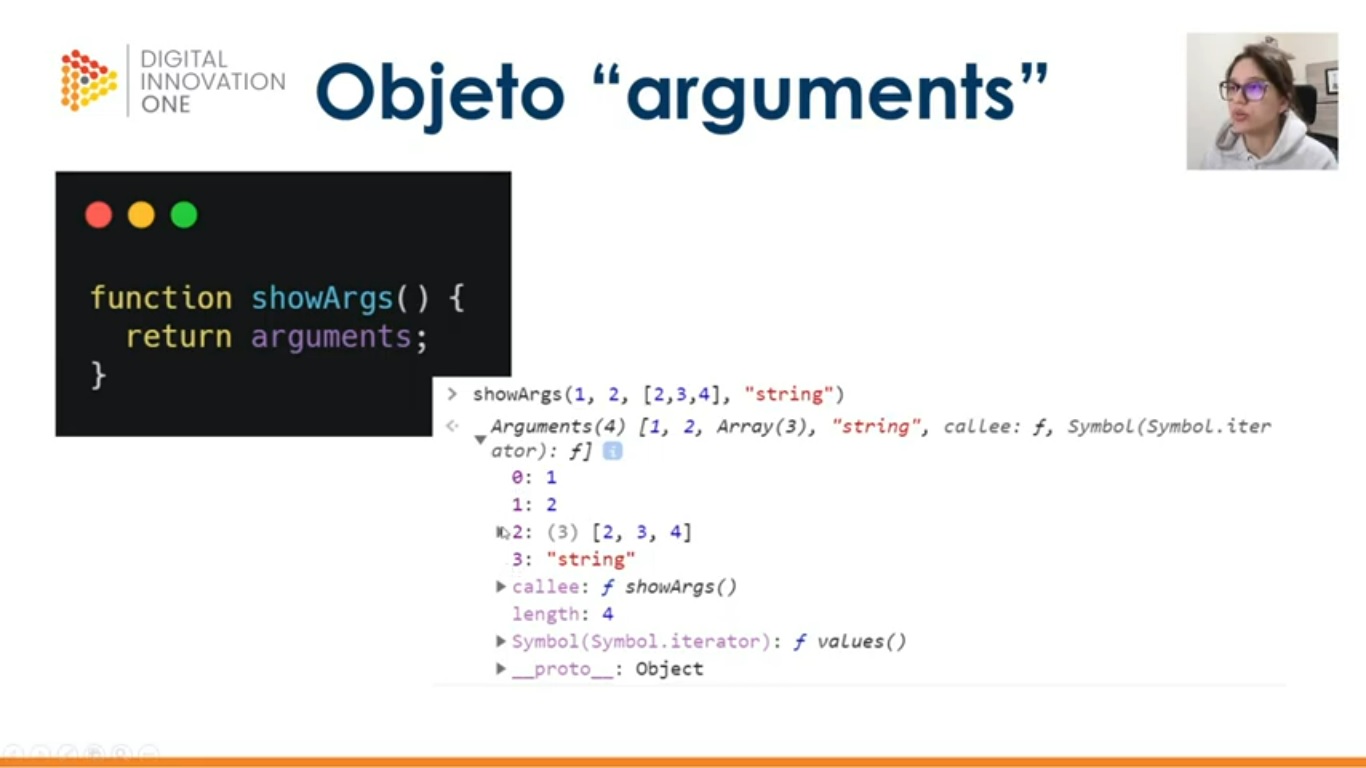 DIGITAL
INNOVATION
ONE
Objeto “arguments”
function showArgs() {
  return arguments;
}
> showArgs(1, 2, [2,3,4], "string")
Arguments(4) [1, 2, Array(3), "string", callee: ƒ, Symbol(Symbol.iter
ator): ƒ] i
0: 1
1: 2
2: (3) [2, 3, 4]
3: "string"
callee: ƒ showArgs()
length: 4
Symbol(Symbol.iterator): ƒ values()
__proto__: Object